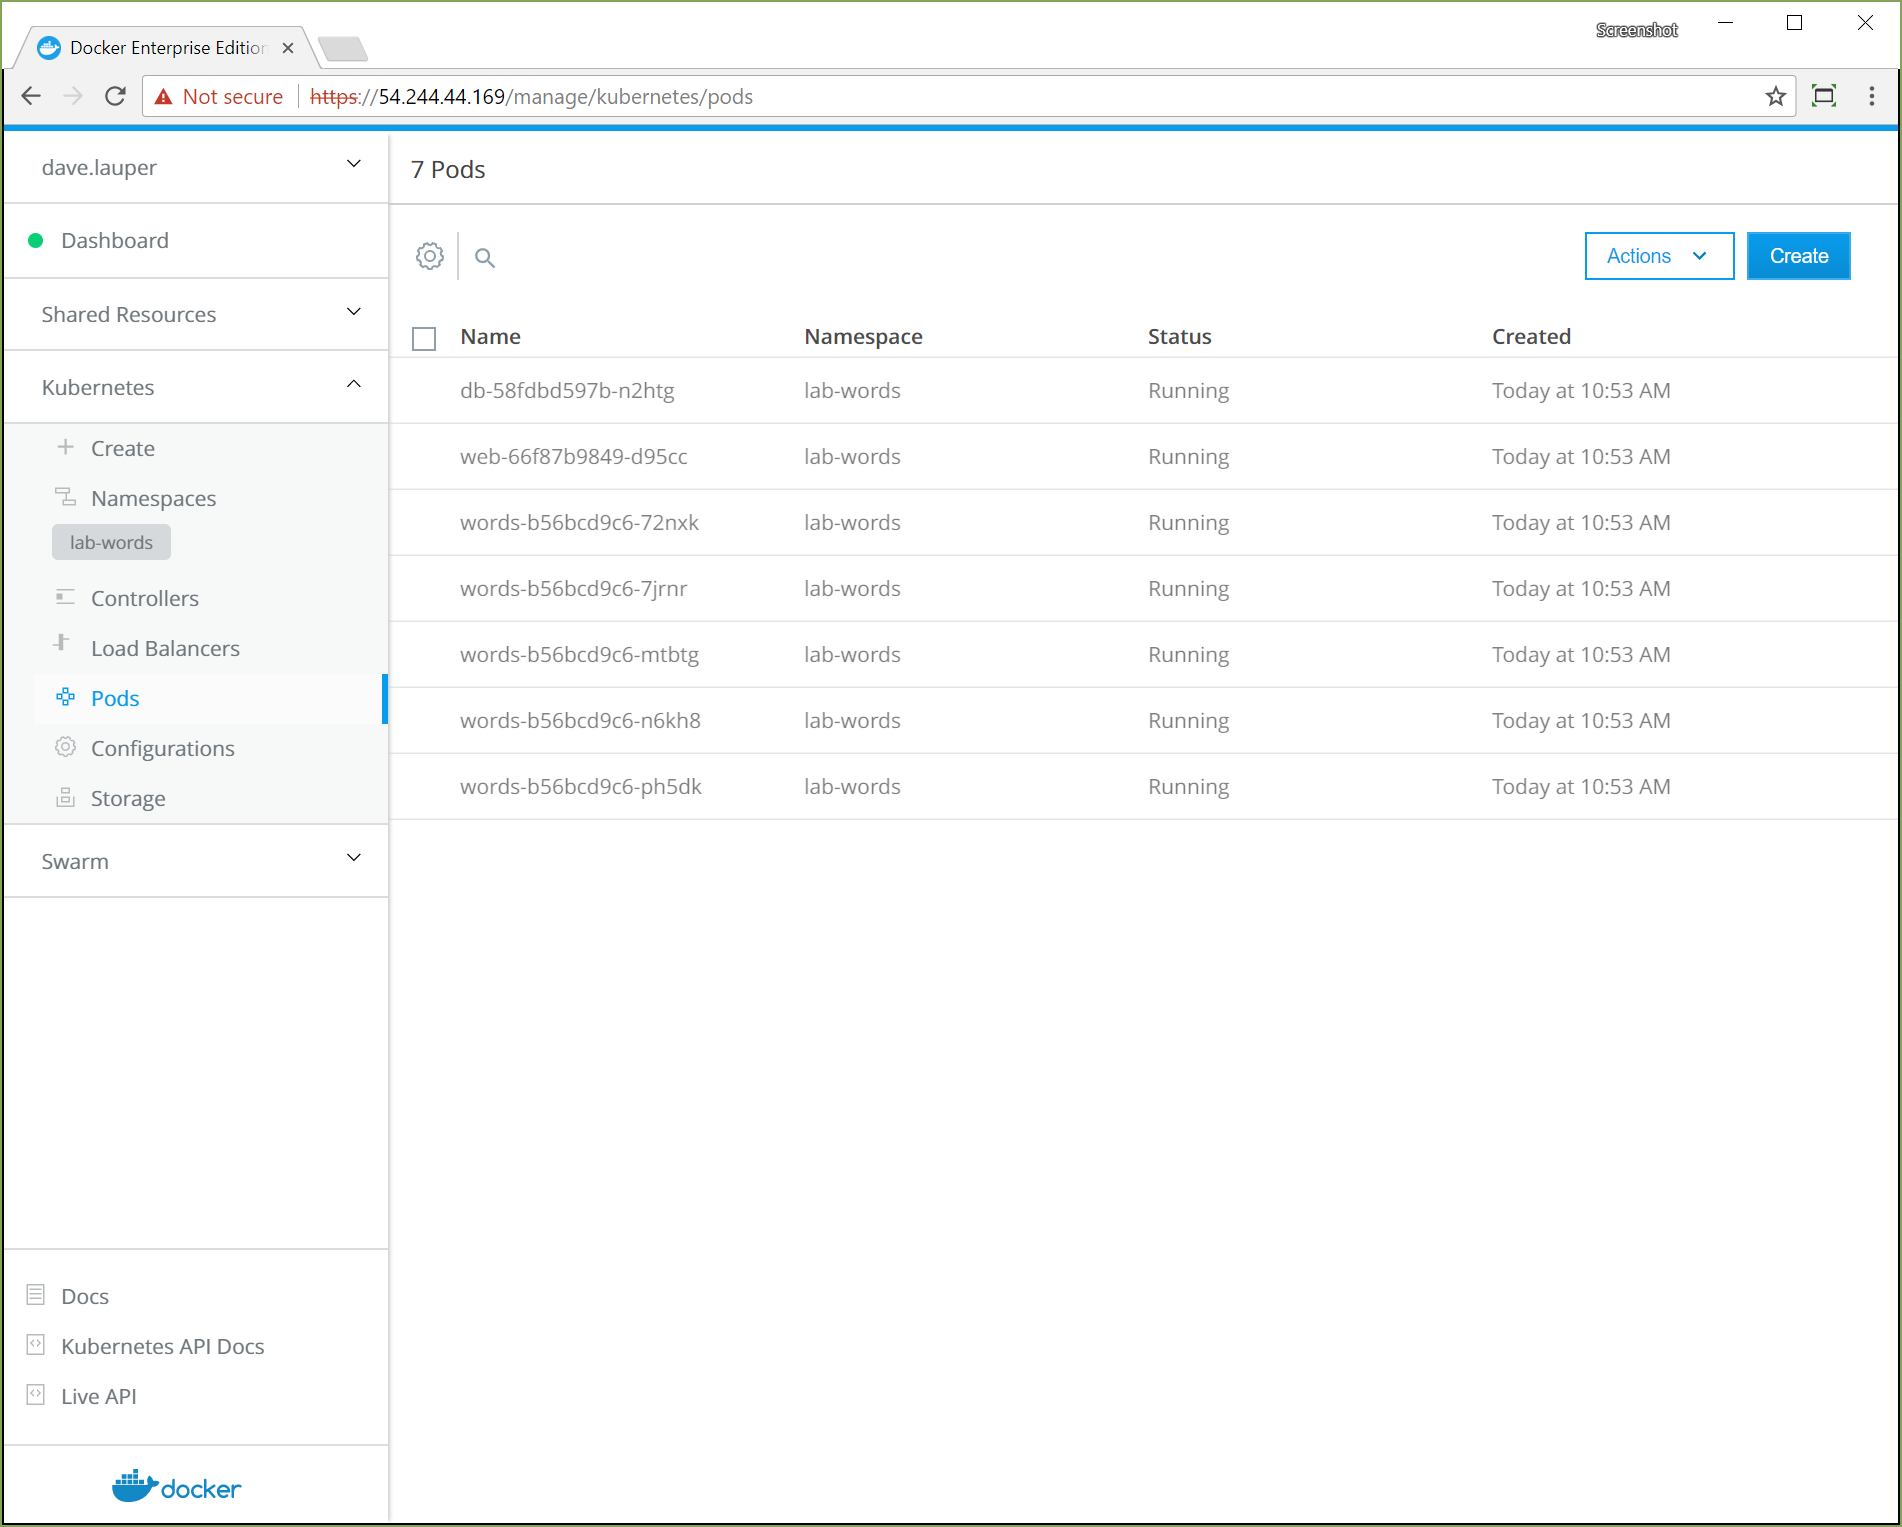 Screenshot
Docker Enterprise Edition
Not secure https://54.244.44.169/manage/kubernetes/pods
dave.lauper
Dashboard
Shared Resources
Kubernetes
Create
Namespaces
lab-words
Controllers
Load Balancers
Pods
Configurations
Storage
Swarm
Docs
Kubernetes API Docs
Live API
docker
7 Pods
Actions Create
Name Namespace Status Created
db-58fdbd597b-n2htg lab-words Running Today at 10:53 AM
web-66f87b9849-d95cc lab-words Running Today at 10:53 AM
words-b56bcd9c6-72nxk lab-words Running Today at 10:53 AM
words-b56bcd9c6-7jrnr lab-words Running Today at 10:53 AM
words-b56bcd9c6-mtbtg lab-words Running Today at 10:53 AM
words-b56bcd9c6-n6kh8 lab-words Running Today at 10:53 AM
words-b56bcd9c6-ph5dk lab-words Running Today at 10:53 AM